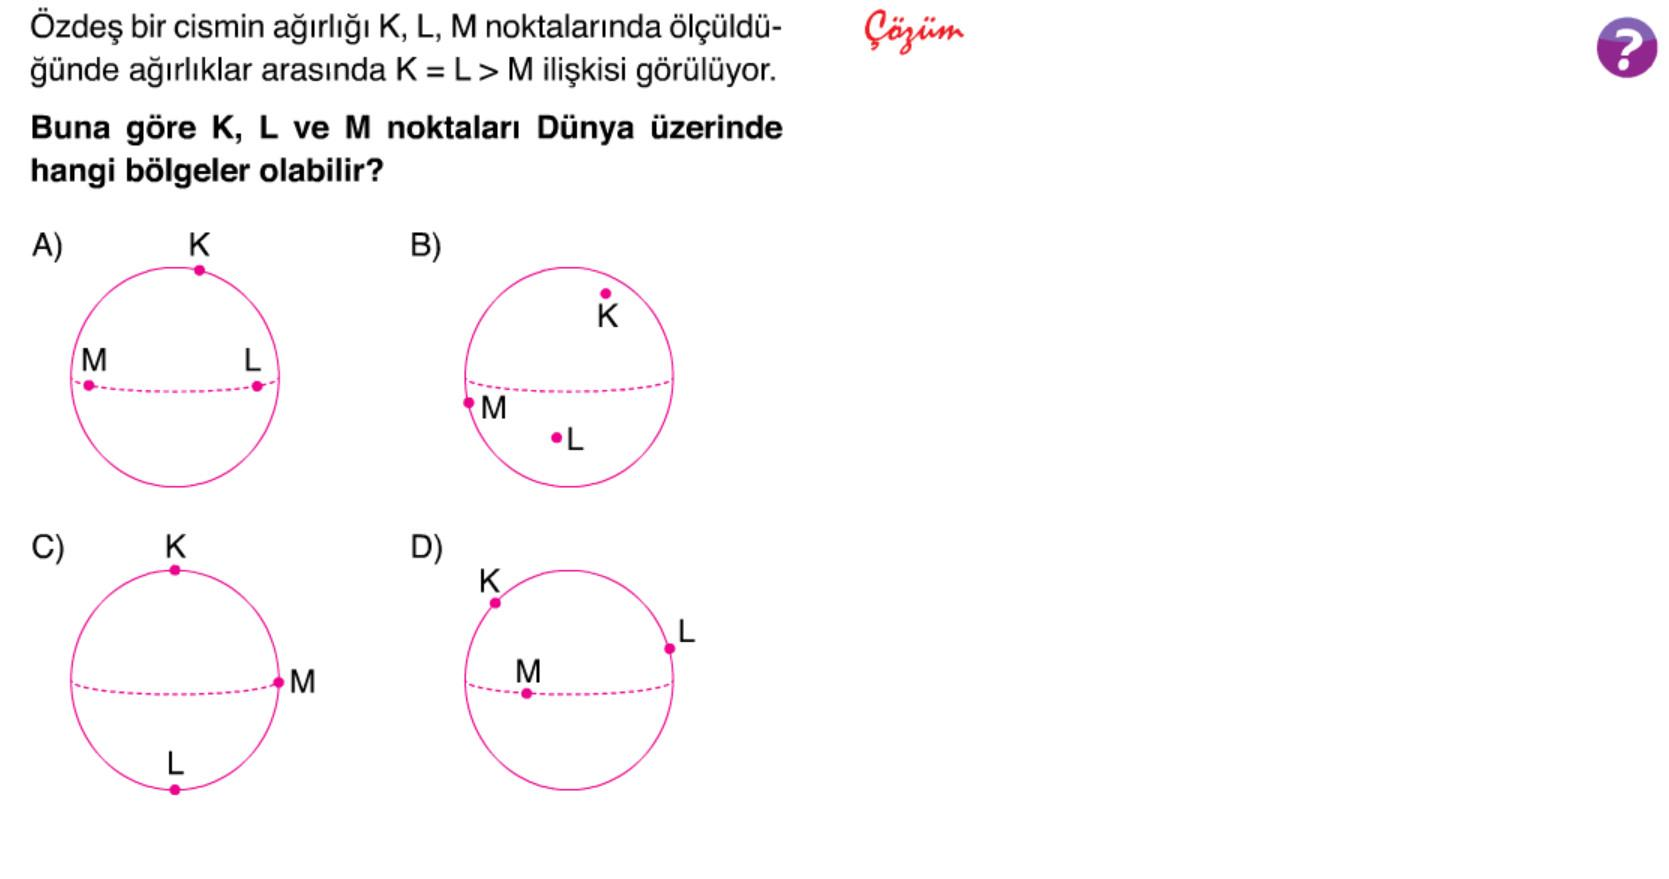 Özdeş bir cismin ağırlığı K, L, M noktalarında ölçüldü-
ğünde ağırlıklar arasında K = L > M ilişkisi görülüyor.
Buna göre K, L ve M noktaları Dünya üzerinde
hangi bölgeler olabilir?
Çözüm
?
A)
K
M
L
B)
K
M
L
C)
K
M
L
D)
K
L
M